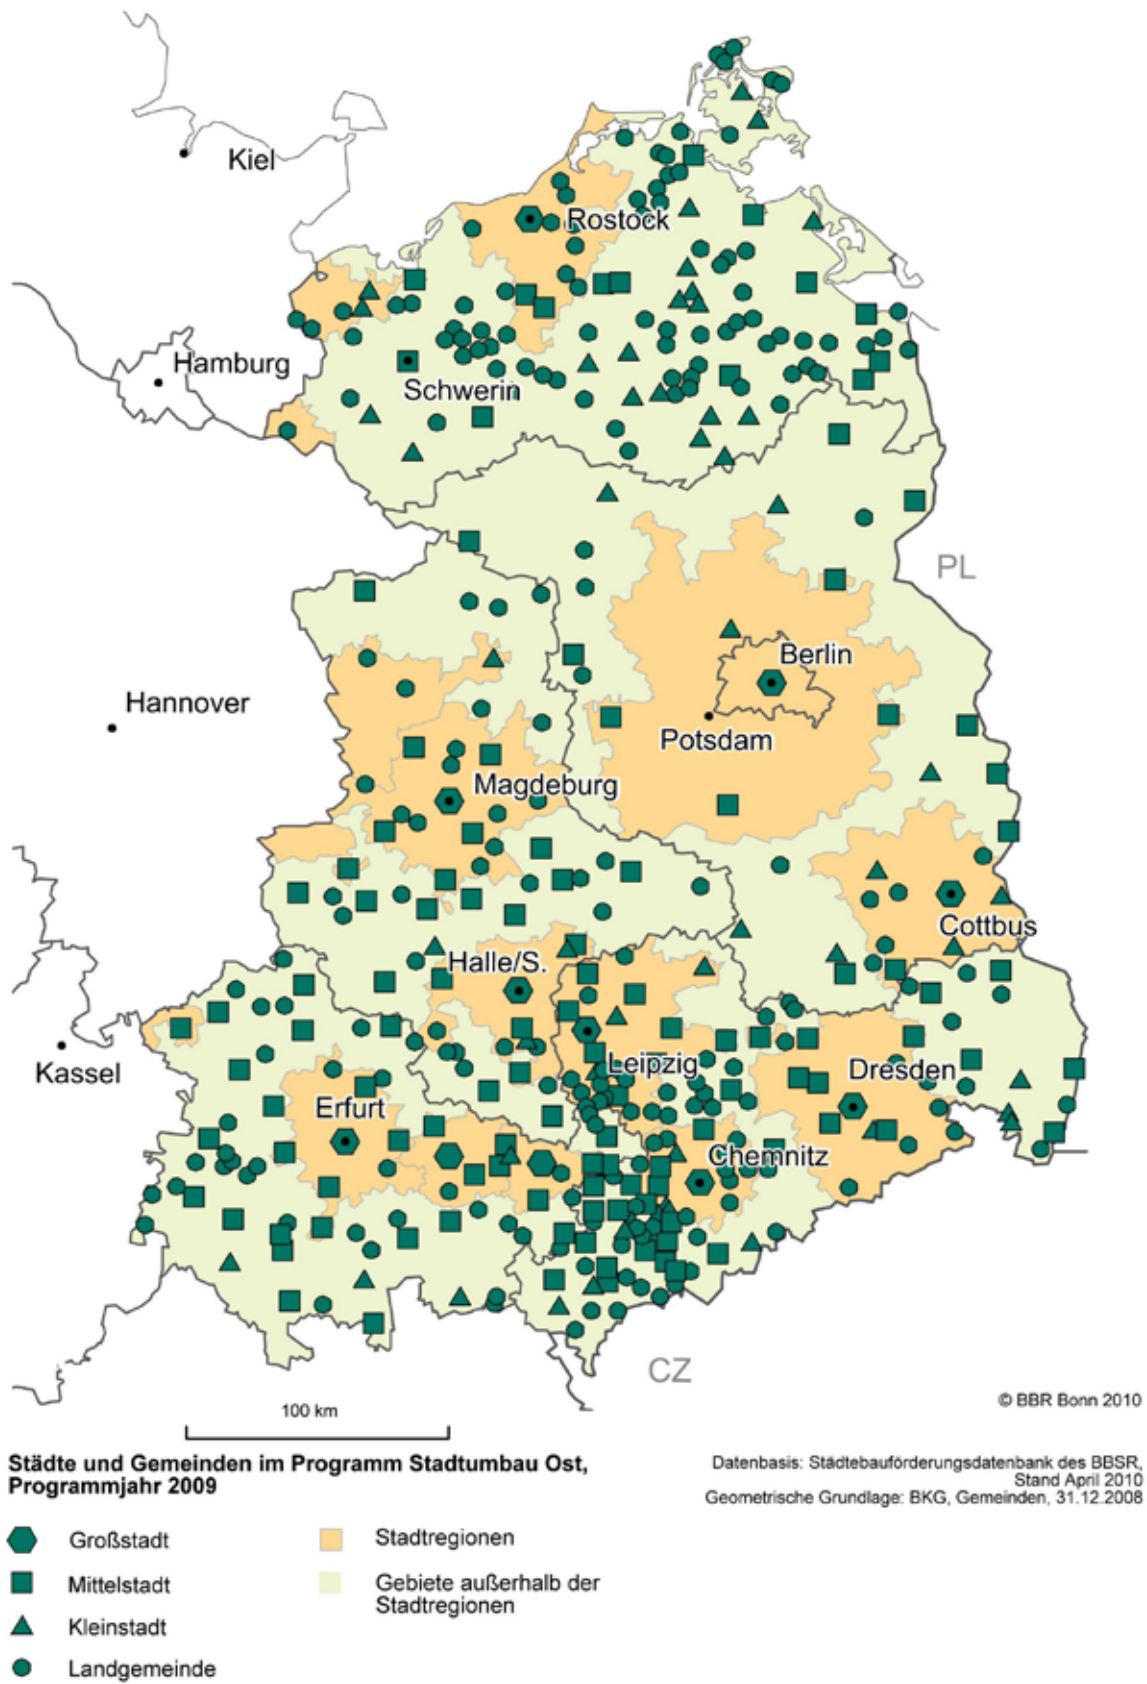 Kiel
Rostock
Hamburg
Schwerin
PL
Berlin
Hannover
Potsdam
Magdeburg
Cottbus
Halle/S.
Kassel
Leipzig
Dresden
Erfurt
Chemnitz
CZ
© BBR Bonn 2010
100 km
Städte und Gemeinden im Programm Stadtumbau Ost,
Programmjahr 2009
Datenbasis: Städtebauförderungsdatenbank des BBSR,
Stand April 2010
Geometrische Grundlage: BKG, Gemeinden, 31.12.2008
Großstadt
Mittelstadt
Kleinstadt
Landgemeinde
Stadtregionen
Gebiete außerhalb der
Stadtregionen